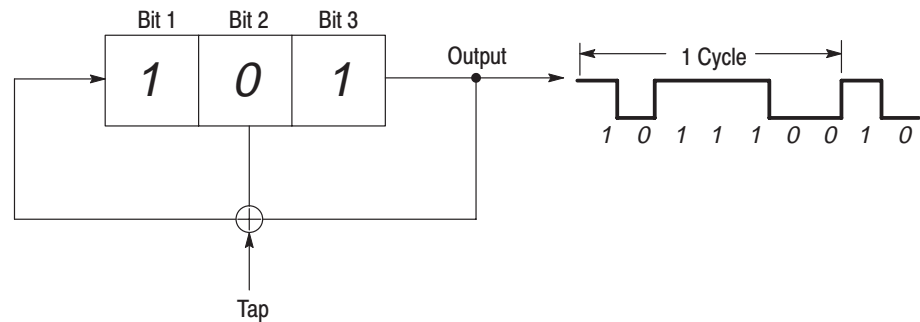 Bit 1 Bit 2 Bit 3
Output
1 Cycle
1 0 1
1 0 1 1 1 0 0 1 0
Tap